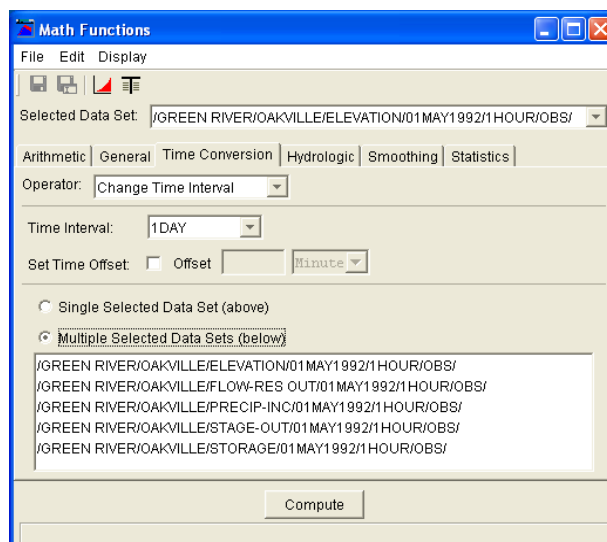 Math Functions
File Edit Display
Selected Data Set: /GREEN RIVER/OAKVILLE/ELEVATION/01MAY1992/1HOUR/OBS/
Arithmetic General Time Conversion Hydrologic Smoothing Statistics
Operator: Change Time Interval
Time Interval: 1DAY
Set Time Offset: Offset Minute
Single Selected Data Set (above)
Multiple Selected Data Sets (below)
/GREEN RIVER/OAKVILLE/ELEVATION/01MAY1992/1HOUR/OBS/
/GREEN RIVER/OAKVILLE/FLOW-RES OUT/01MAY1992/1HOUR/OBS/
/GREEN RIVER/OAKVILLE/PRECIP-INC/01MAY1992/1HOUR/OBS/
/GREEN RIVER/OAKVILLE/STAGE-OUT/01MAY1992/1HOUR/OBS/
/GREEN RIVER/OAKVILLE/STORAGE/01MAY1992/1HOUR/OBS/
Compute